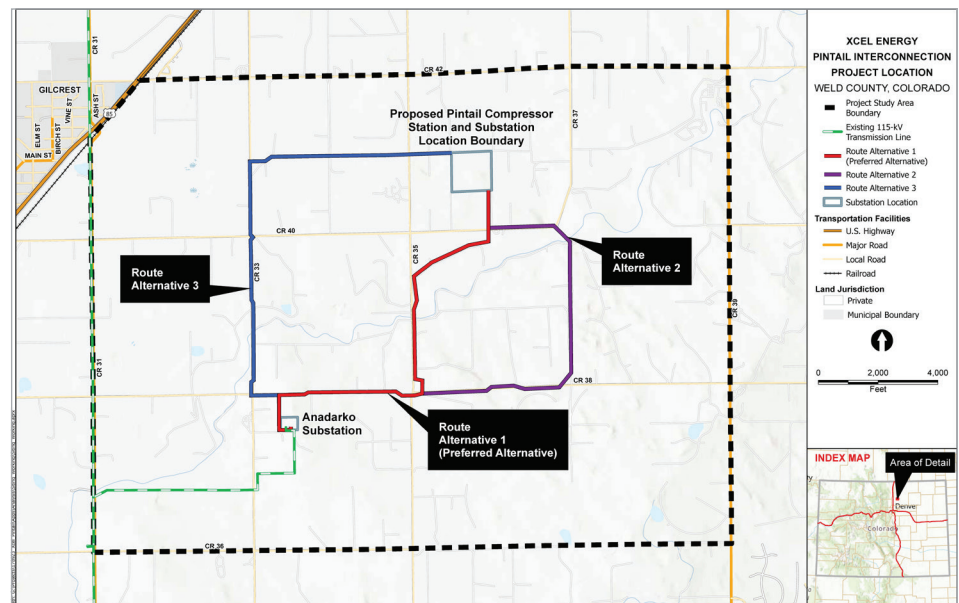 XCEL ENERGY
PINTAIL INTERCONNECTION
PROJECT LOCATION
WELD COUNTY, COLORADO
Project Study Area
Boundary
Existing 115-kV
Transmission Line
Route Alternative 1
(Preferred Alternative)
Route Alternative 2
Route Alternative 3
Substation Location
Transportation Facilities
U.S. Highway
Major Road
Local Road
Railroad
Land Jurisdiction
Private
Municipal Boundary
0 2,000 4,000
Feet
INDEX MAP
Area of Detail
Denve
Colorado
CR 31
GILCREST
ELM ST
BIRCH ST
VINE ST
ASH ST
MAIN ST
85
CR 42
CR 37
Proposed Pintail Compressor
Station and Substation
Location Boundary
CR 40
CR 35
CR 33
Route
Alternative 3
Route
Alternative 2
CR 39
CR 31
CR 38
Anadarko
Substation
Route
Alternative 1
(Preferred Alternative)
CR 36